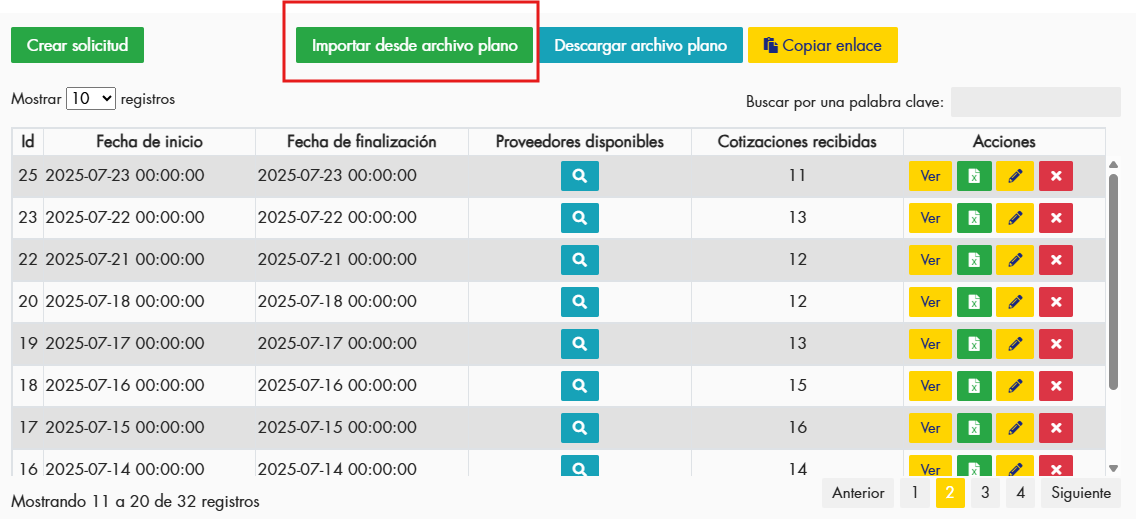 Crear solicitud Importar desde archivo plano Descargar archivo plano Copiar enlace
Mostrar 10 registros Buscar por una palabra clave:
Id Fecha de inicio Fecha de finalización Proveedores disponibles Cotizaciones recibidas Acciones
25 2025-07-23 00:00:00 2025-07-23 00:00:00 11 Ver
23 2025-07-22 00:00:00 2025-07-22 00:00:00 13 Ver
22 2025-07-21 00:00:00 2025-07-21 00:00:00 12 Ver
20 2025-07-18 00:00:00 2025-07-18 00:00:00 12 Ver
19 2025-07-17 00:00:00 2025-07-17 00:00:00 13 Ver
18 2025-07-16 00:00:00 2025-07-16 00:00:00 15 Ver
17 2025-07-15 00:00:00 2025-07-15 00:00:00 16 Ver
16 2025-07-14 00:00:00 2025-07-14 00:00:00 14 Ver
Mostrando 11 a 20 de 32 registros Anterior 1 2 3 4 Siguiente